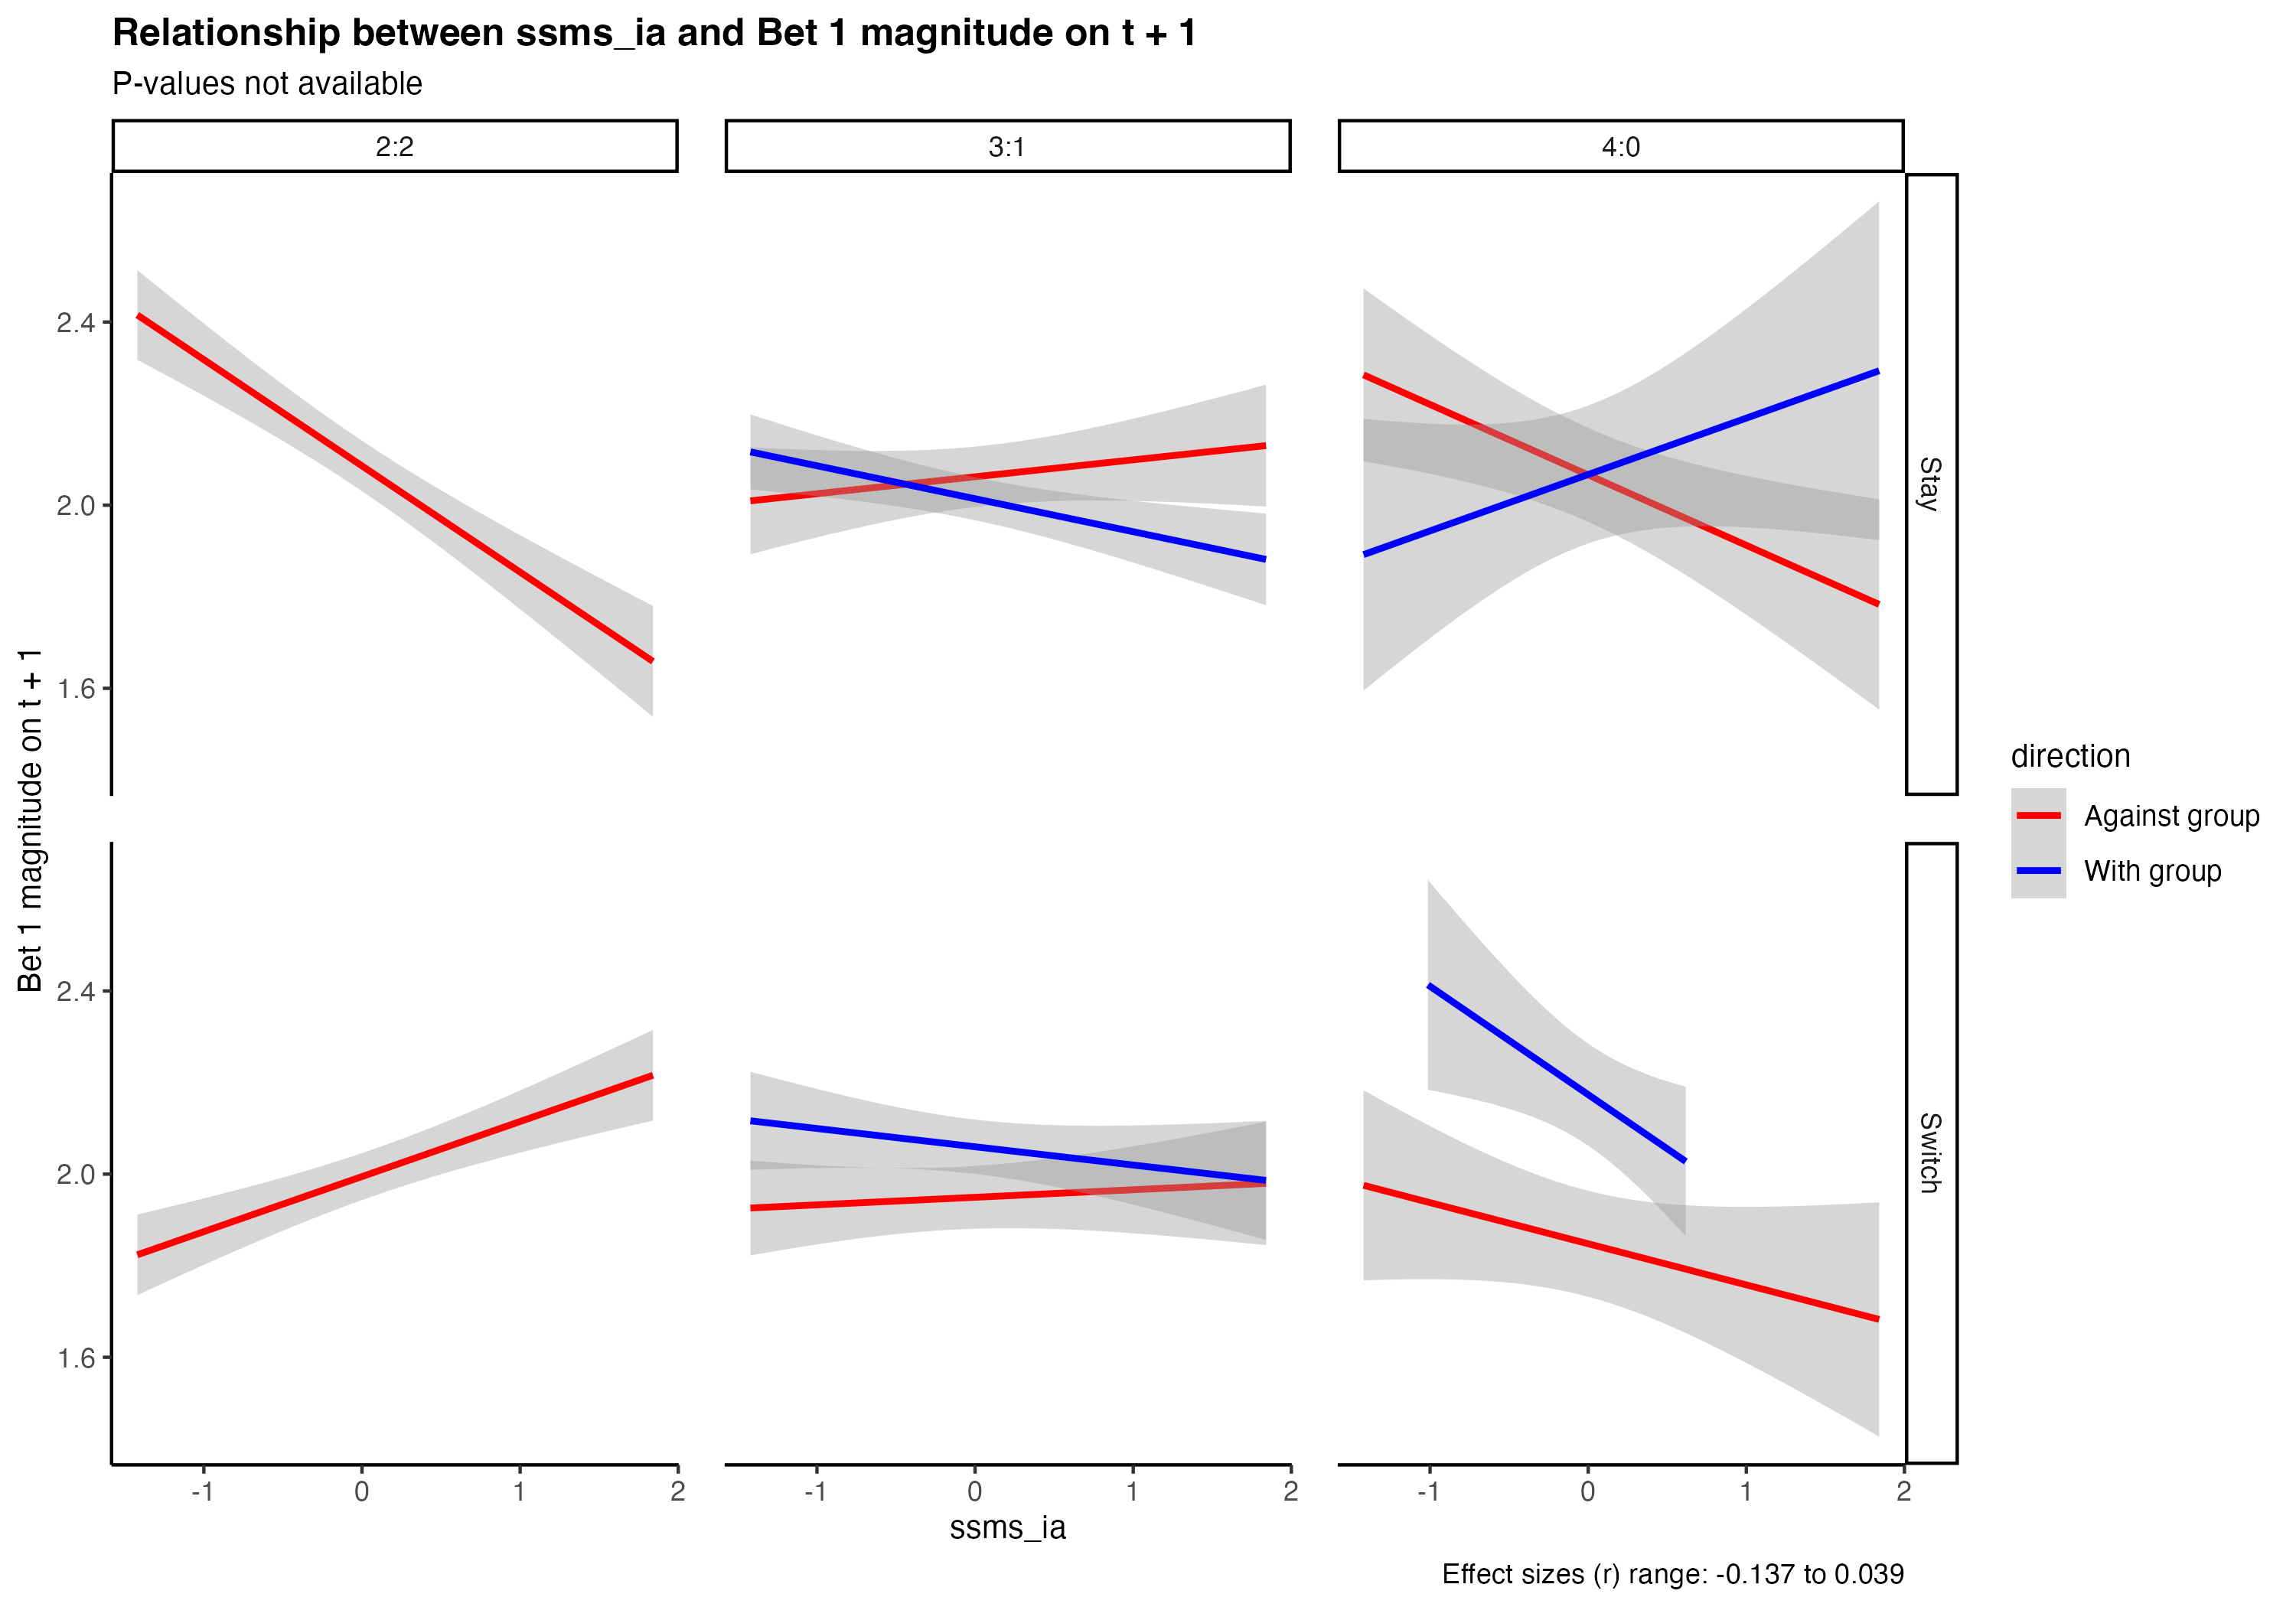 Relationship between ssms_ia and Bet 1 magnitude on t + 1
P-values not available
2:2
3:1
4:0
Stay
Switch
Bet 1 magnitude on t + 1
2.4
2.0
1.6
2.4
2.0
1.6
-1
0
1
2
-1
0
1
2
-1
0
1
2
ssms_ia
direction
Against group
With group
Effect sizes (r) range: -0.137 to 0.039